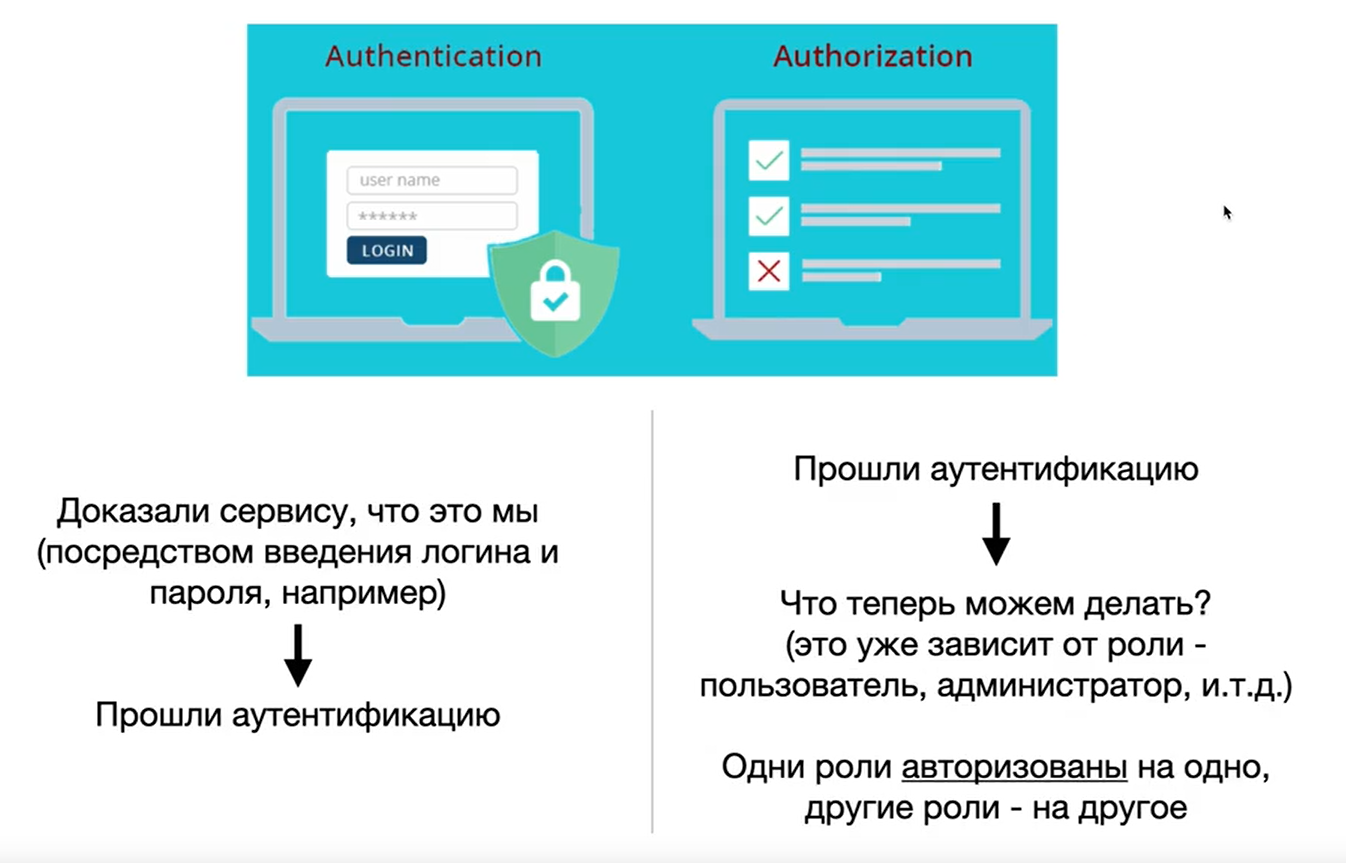 Authentication
Authorization
user name
******
LOGIN
Доказали сервису, что это мы
(посредством введения логина и
пароля, например)
Прошли аутентификацию
Прошли аутентификацию
Что теперь можем делать?
(это уже зависит от роли -
пользователь, администратор, и.т.д.)
Одни роли авторизованы на одно,
другие роли - на другое